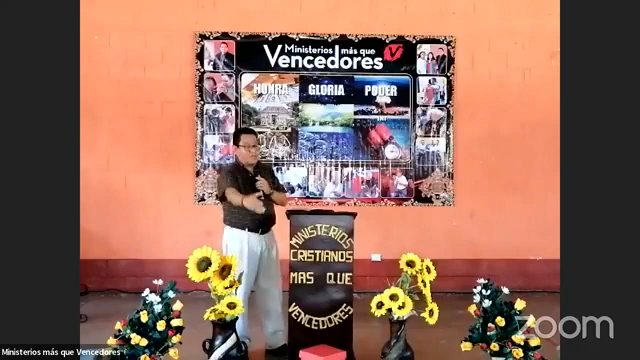 Ministerios más que
Vencedores
V
HONRA GLORIA PODER
MINISTERIOS
CRISTIANOS
MAS QUE
VENCEDORES
Ministerios más que Vencedores
zoom